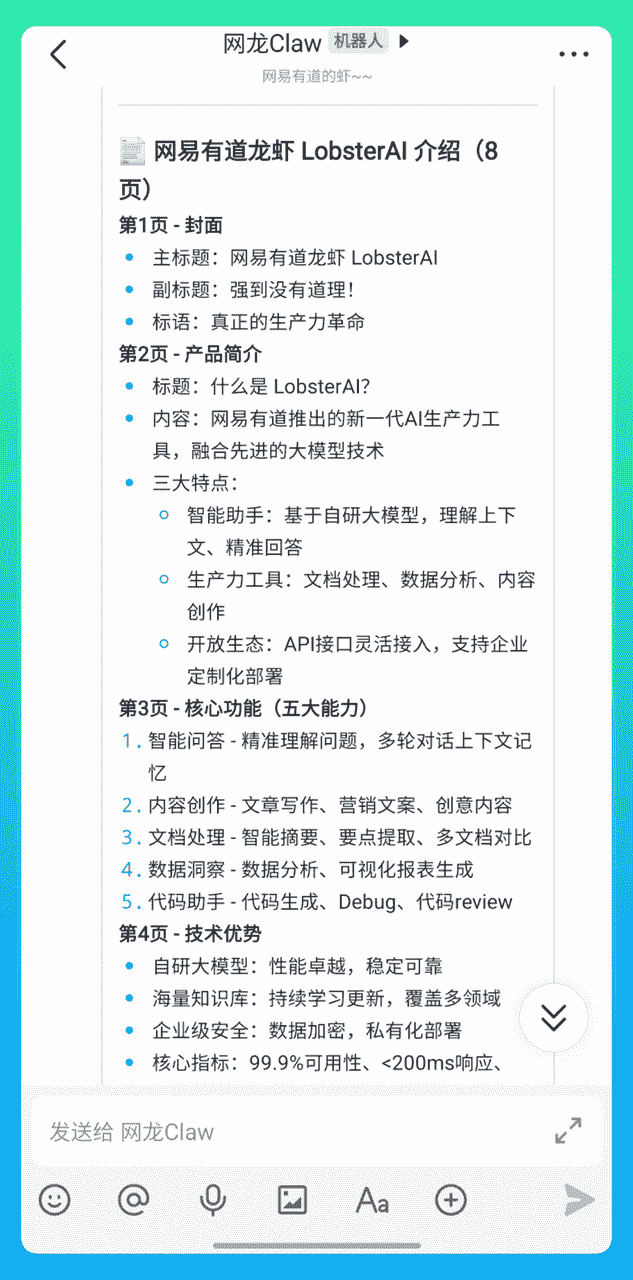 网龙Claw 机器人
网易有道的虾~~
网易有道龙虾 LobsterAI 介绍（8
页）
第1页 - 封面
主标题：网易有道龙虾 LobsterAI
副标题：强到没有道理！
标语：真正的生产力革命
第2页 - 产品简介
标题：什么是 LobsterAI？
内容：网易有道推出的新一代AI生产力工
具，融合先进的大模型技术
三大特点：
智能助手：基于自研大模型，理解上下
文、精准回答
生产力工具：文档处理、数据分析、内容
创作
开放生态：API接口灵活接入，支持企业
定制化部署
第3页 - 核心功能（五大能力）
1. 智能问答 - 精准理解问题，多轮对话上下文记
忆
2. 内容创作 - 文章写作、营销文案、创意内容
3. 文档处理 - 智能摘要、要点提取、多文档对比
4. 数据洞察 - 数据分析、可视化报表生成
5. 代码助手 - 代码生成、Debug、代码review
第4页 - 技术优势
自研大模型：性能卓越，稳定可靠
海量知识库：持续学习更新，覆盖多领域
企业级安全：数据加密，私有化部署
核心指标：99.9%可用性、<200ms响应、
发送给 网龙Claw
Aa